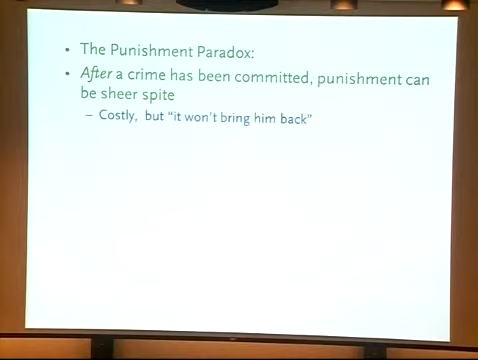 • The Punishment Paradox:
• After a crime has been committed, punishment can
be sheer spite
– Costly, but “it won’t bring him back”